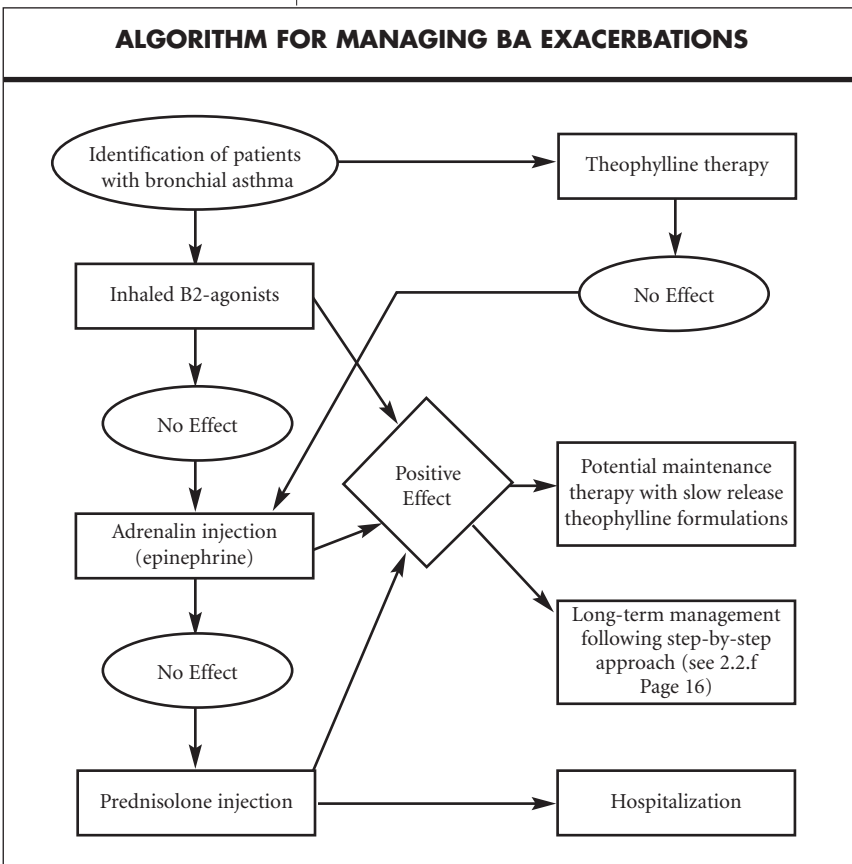 ALGORITHM FOR MANAGING BA EXACERBATIONS
Identification of patients
with bronchial asthma
Theophylline therapy
Inhaled B2-agonists
No Effect
No Effect
Positive
Effect
Potential maintenance
therapy with slow release
theophylline formulations
Adrenalin injection
(epinephrine)
No Effect
Long-term management
following step-by-step
approach (see 2.2.f
Page 16)
Prednisolone injection
Hospitalization